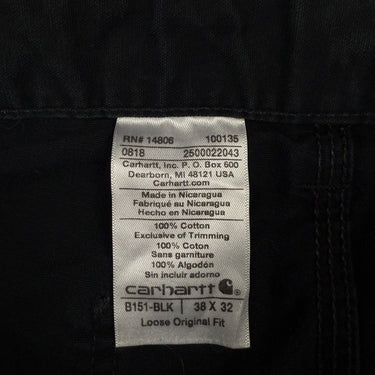 RN# 14806 100135
0818 2500022043
Carhartt, Inc. P.O. Box 600
Dearborn, MI 48121 USA
Carhartt.com
Made in Nicaragua
Fabriqué au Nicaragua
Hecho en Nicaragua
100% Cotton
Exclusive of Trimming
100% Coton
Sans garniture
100% Algodón
Sin incluir adorno
carhartt
B151-BLK 38 X 32
Loose Original Fit